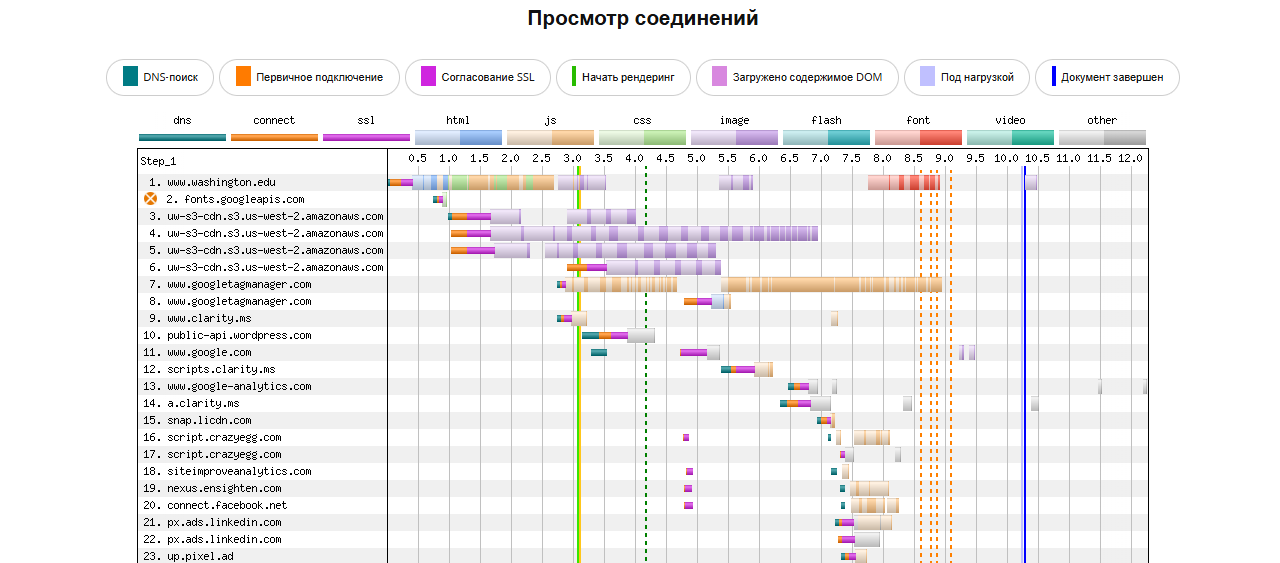 Просмотр соединений
DNS-поиск Первичное подключение Согласование SSL Начать рендеринг Загружено содержимое DOM Под нагрузкой Документ завершен
dns connect ssl html js css image flash font video other
Step_1 0.5 1.0 1.5 2.0 2.5 3.0 3.5 4.0 4.5 5.0 5.5 6.0 6.5 7.0 7.5 8.0 8.5 9.0 9.5 10.0 10.5 11.0 11.5 12.0
1. www.washington.edu
2. fonts.googleapis.com
3. uw-s3-cdn.s3.us-west-2.amazonaws.com
4. uw-s3-cdn.s3.us-west-2.amazonaws.com
5. uw-s3-cdn.s3.us-west-2.amazonaws.com
6. uw-s3-cdn.s3.us-west-2.amazonaws.com
7. www.googletagmanager.com
8. www.googletagmanager.com
9. www.clarity.ms
10. public-api.wordpress.com
11. www.google.com
12. scripts.clarity.ms
13. www.google-analytics.com
14. a.clarity.ms
15. snap.licdn.com
16. script.crazyegg.com
17. script.crazyegg.com
18. siteimproveanalytics.com
19. nexus.ensighten.com
20. connect.facebook.net
21. px.ads.linkedin.com
22. px.ads.linkedin.com
23. up.pixel.ad